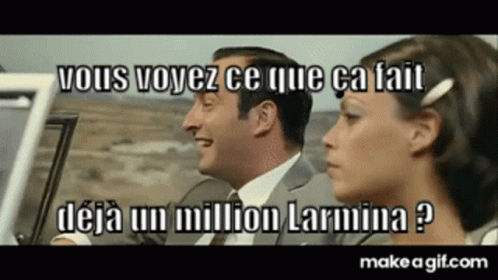 vous voyez ce que ça fait
déjà un million Larmina ?
makeagif.com